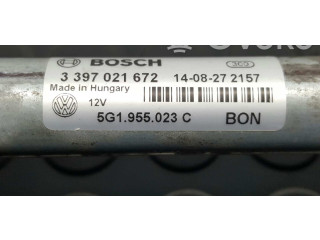 BOSCH
3 397 021 672 14-08-27 2157
Made in Hungary
12V
5G1.955.023 C BON